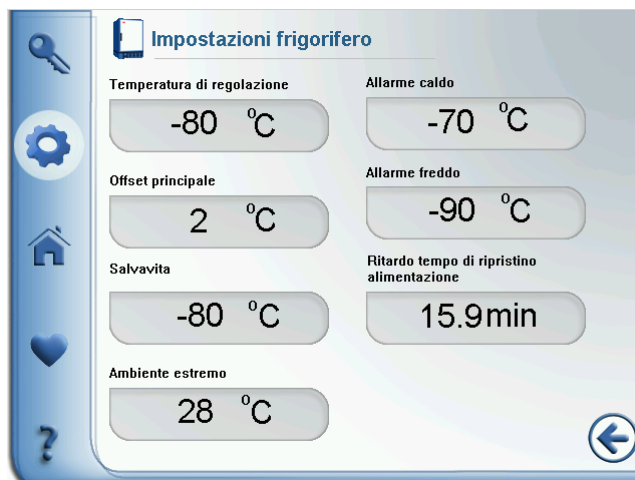 Impostazioni frigorifero
Temperatura di regolazione
-80 °C
Offset principale
2 °C
Salvavita
-80 °C
Ambiente estremo
28 °C
Allarme caldo
-70 °C
Allarme freddo
-90 °C
Ritardo tempo di ripristino
alimentazione
15.9min
?